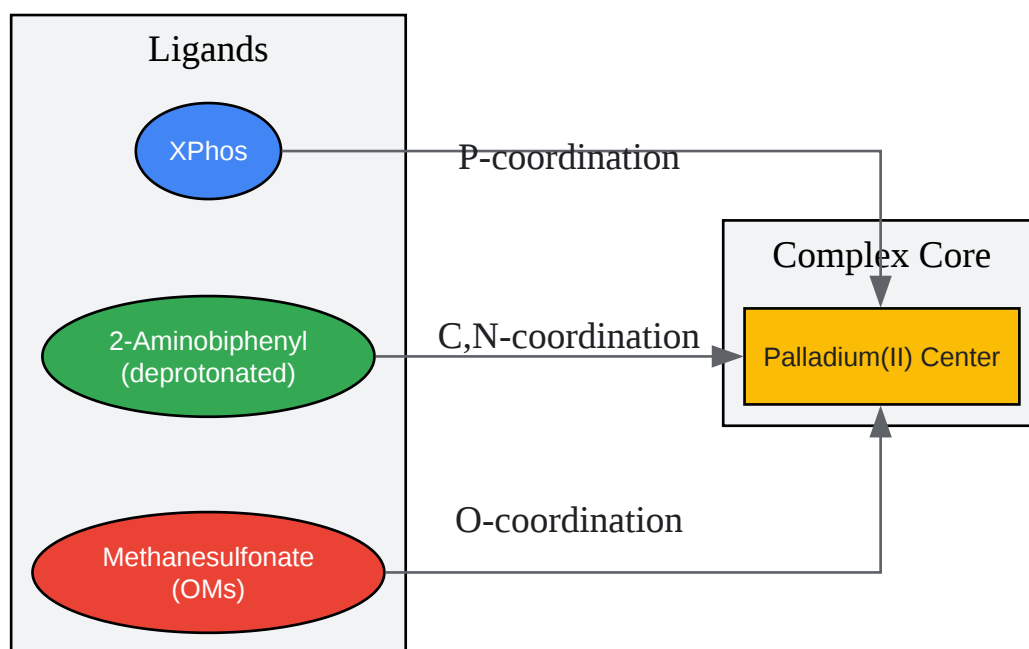 Ligands
XPhos
P-coordination
Complex Core
2-Aminobiphenyl
(deprotonated)
C,N-coordination
Palladium(II) Center
O-coordination
Methanesulfonate
(OMs)